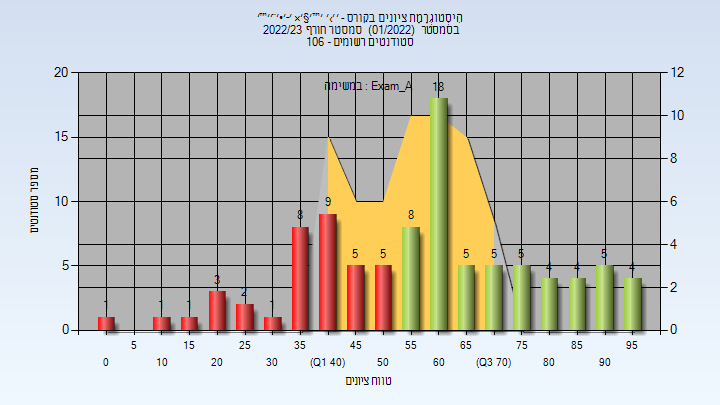 היסטוגרמת ציונים בקורס -
בסמסטר (01/2022) סמסטר חורף 2022/23
סטודנטים רשומים - 106
במשימה : Exam_A
20 15 10 5 0
12 10 8 6 4 2 0
מספר סטודנטים
1 1 1 3 2 1 8 9 5 5 8 18 5 5 5 4 4 5 4
5 15 25 35 45 55 65 75 85 95
0 10 20 30 (Q1 40) 50 60 (Q3 70) 80 90
טווח ציונים